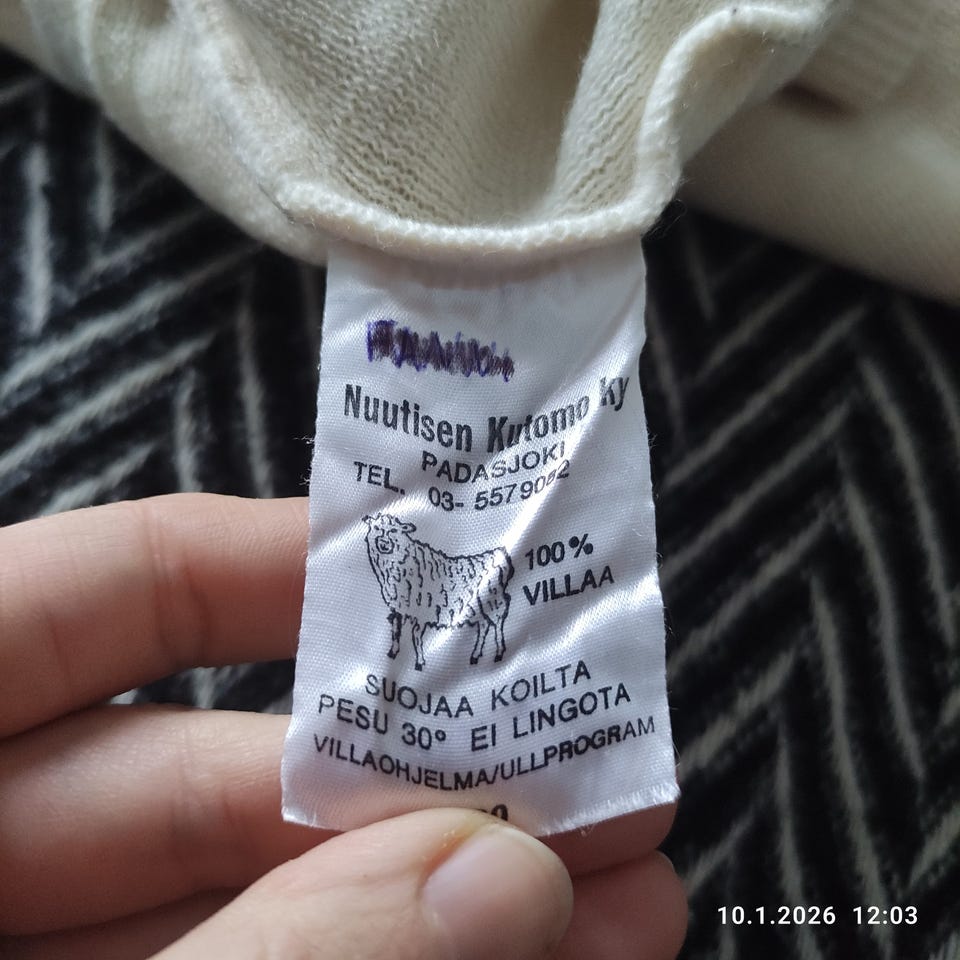 Nuutisen Kutomo Ky
PADASJOKI
TEL. 03- 5579082
100%
VILLAA
SUOJAA KOILTA
PESU 30° EI LINGOTA
VILLAOHJELMA/ULLPROGRAM
10.1.2026 12:03